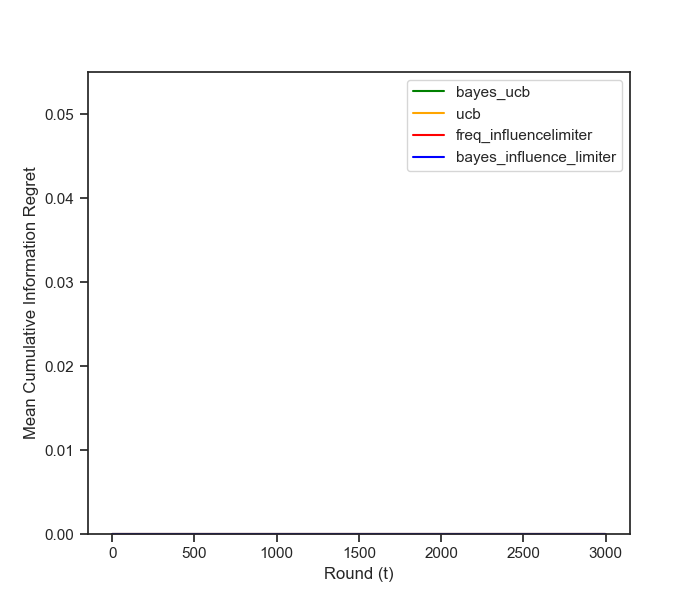 bayes_ucb
ucb
freq_influencelimiter
bayes_influence_limiter
0.05
0.04
0.03
0.02
0.01
0.00
Mean Cumulative Information Regret
0 500 1000 1500 2000 2500 3000
Round (t)